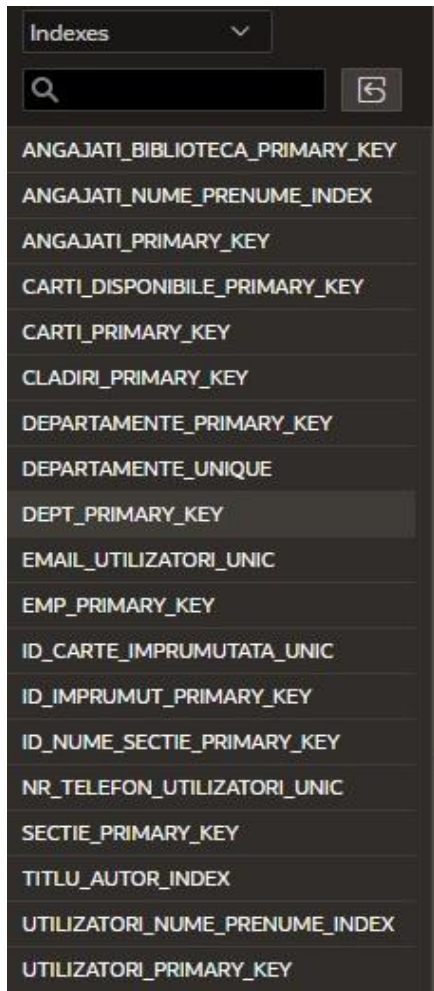 Indexes
ANGAJATI_BIBLIOTECA_PRIMARY_KEY
ANGAJATI_NUME_PRENUME_INDEX
ANGAJATI_PRIMARY_KEY
CARTI_DISPONIBILE_PRIMARY_KEY
CARTI_PRIMARY_KEY
CLADIRI_PRIMARY_KEY
DEPARTAMENTE_PRIMARY_KEY
DEPARTAMENTE_UNIQUE
DEPT_PRIMARY_KEY
EMAIL_UTILIZATORI_UNIC
EMP_PRIMARY_KEY
ID_CARTE_IMPRUMUTATA_UNIC
ID_IMPRUMUT_PRIMARY_KEY
ID_NUME_SECTIE_PRIMARY_KEY
NR_TELEFON_UTILIZATORI_UNIC
SECTIE_PRIMARY_KEY
TITLU_AUTOR_INDEX
UTILIZATORI_NUME_PRENUME_INDEX
UTILIZATORI_PRIMARY_KEY